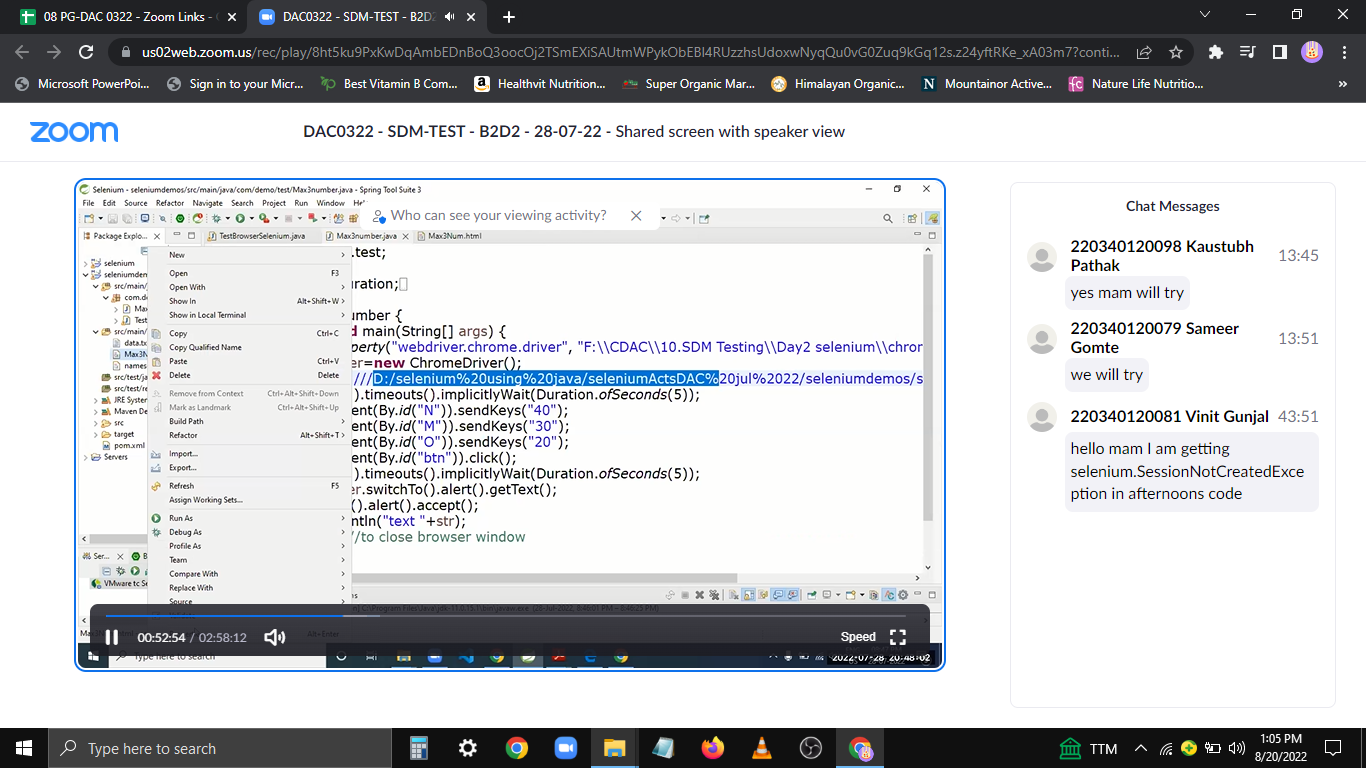 08 PG-DAC 0322 - Zoom Links -
DAC0322 - SDM-TEST - B2D2
us02web.zoom.us/rec/play/8ht5ku9PxKwDqAmbEDnBoQ3oocOj2TSmEXiSAUtmWPykObEBl4RUzzhsUdoxwNyqQu0vG0Zuq9kGq12s.z24yftRKe_xA03m7?conti...
Microsoft PowerPoi...
Sign in to your Micr...
Best Vitamin B Com...
Healthvit Nutrition...
Super Organic Mar...
Himalayan Organic...
Mountainor Active...
Nature Life Nutritio...
zoom
DAC0322 - SDM-TEST - B2D2 - 28-07-22 - Shared screen with speaker view
Selenium - seleniumdemos/src/main/java/com/demo/test/Max3number.java - Spring Tool Suite 3
File Edit Source Refactor Navigate Search Project Run Window He
Who can see your viewing activity?
Package Explo...
TestBrowserSelenium.java
Max3number.java
Max3Num.html
selenium
seleniumden
src/main/
com.de
Max
Test
src/main/
data.tx
Max3N
names
src/test/ja
src/test/re
JRE System
Maven De
src
target
pom.xml
Servers
New
Open F3
Open With
Show In Alt+Shift+W
Show in Local Terminal
Copy Ctrl+C
Copy Qualified Name
Paste Ctrl+V
Delete Delete
Remove from Context Ctrl+Alt+Shift+Down
Mark as Landmark Ctrl+Alt+Shift+Up
Build Path
Refactor Alt+Shift+T
Import...
Export...
Refresh F5
Assign Working Sets...
Run As
Debug As
Profile As
Team
Compare With
Replace With
Source
Alt+Enter
.test;
uration;
umber {
d main(String[] args) {
perty("webdriver.chrome.driver", "F:\\CDAC\\10.SDM Testing\\Day2 selenium\\chrom
er=new ChromeDriver();
///D:/selenium%20using%20java/seleniumActsDAC%20jul%2022/seleniumdemos/s
).timeouts().implicitlyWait(Duration.ofSeconds(5));
ent(By.id("N")).sendKeys("40");
ent(By.id("M")).sendKeys("30");
ent(By.id("O")).sendKeys("20");
ent(By.id("btn")).click();
).timeouts().implicitlyWait(Duration.ofSeconds(5));
er.switchTo().alert().getText();
().alert().accept();
ntln("text "+str);
//to close browser window
Ser...
VMware tc Se
00:52:54 / 02:58:12
Speed
Type here to search
2022-07-28 20:48:02
Chat Messages
220340120098 Kaustubh Pathak 13:45
yes mam will try
220340120079 Sameer Gomte 13:51
we will try
220340120081 Vinit Gunjal 43:51
hello mam I am getting
selenium.SessionNotCreatedExce
ption in afternoons code
Type here to search
TTM
1:05 PM
8/20/2022